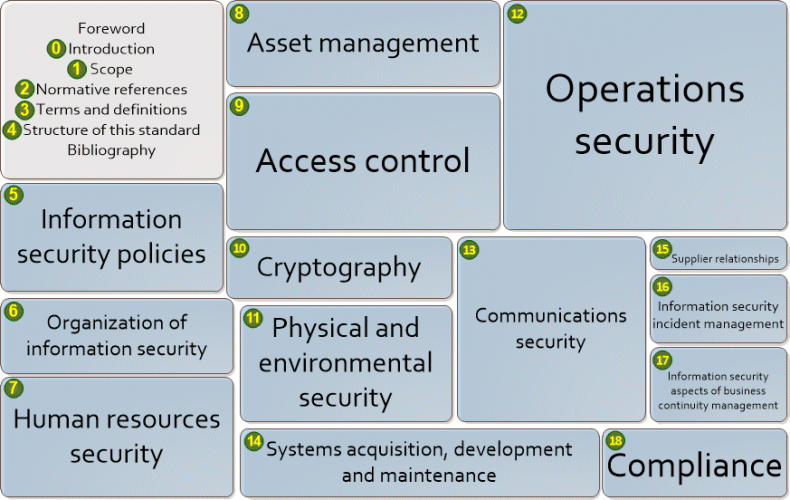 Foreword
0 Introduction
1 Scope
2 Normative references
3 Terms and definitions
4 Structure of this standard
Bibliography
5
Information
security policies
6
Organization of
information security
7
Human resources
security
8
Asset management
9
Access control
10
Cryptography
11
Physical and
environmental
security
12
Operations
security
13
Communications
security
14
Systems acquisition, development
and maintenance
15
Supplier relationships
16
Information security
incident management
17
Information security
aspects of business
continuity management
18
Compliance